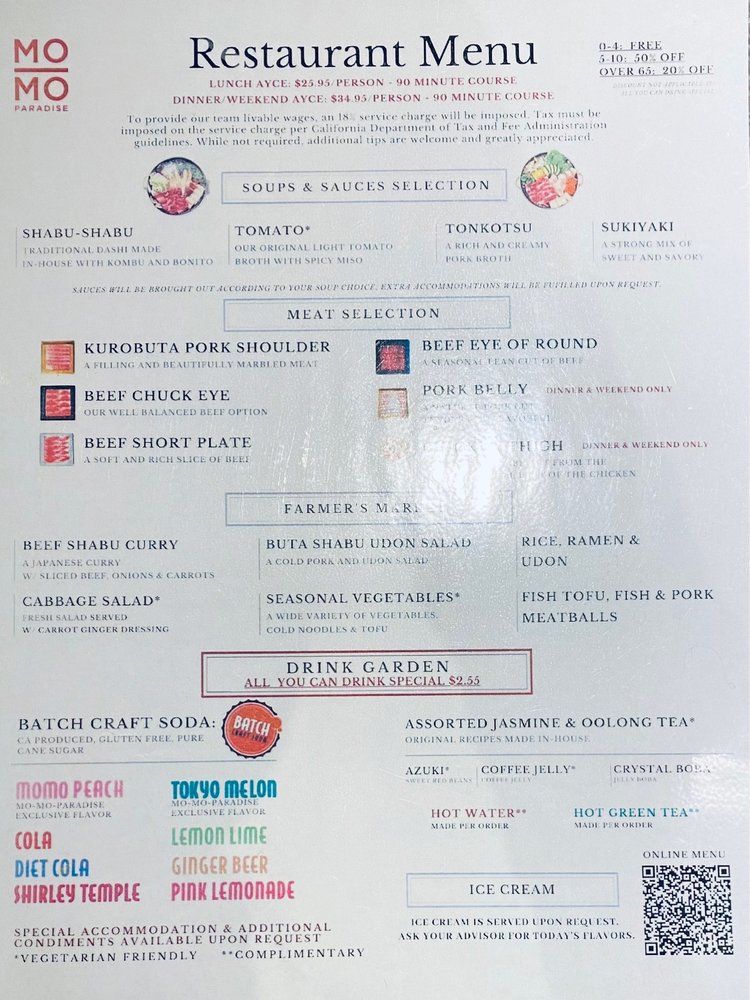 MO
MO
PARADISE
Restaurant Menu
0-4: FREE
5-10: 50% OFF
OVER 65: 20% OFF
DISCOUNT NOT APPLICABLE TO
ALL YOU CAN DRINK SPECIAL
LUNCH AYCE: $25.95/PERSON - 90 MINUTE COURSE
DINNER/WEEKEND AYCE: $34.95/PERSON - 90 MINUTE COURSE
To provide our team livable wages, an 18% service charge will be imposed. Tax must be
imposed on the service charge per California Department of Tax and Fee Administration
guidelines. While not required, additional tips are welcome and greatly appreciated.
SOUPS & SAUCES SELECTION
SHABU-SHABU
TRADITIONAL DASHI MADE
IN-HOUSE WITH KOMBU AND BONITO
TOMATO*
OUR ORIGINAL LIGHT TOMATO
BROTH WITH SPICY MISO
TONKOTSU
A RICH AND CREAMY
PORK BROTH
SUKIYAKI
A STRONG MIX OF
SWEET AND SAVORY
SAUCES WILL BE BROUGHT OUT ACCORDING TO YOUR SOUP CHOICE. EXTRA ACCOMMODATIONS WILL BE FUFILLED UPON REQUEST.
MEAT SELECTION
KUROBUTA PORK SHOULDER
A FILLING AND BEAUTIFULLY MARBLED MEAT
BEEF EYE OF ROUND
A SEASONAL LEAN CUT OF BEEF
BEEF CHUCK EYE
OUR WELL BALANCED BEEF OPTION
PORK BELLY DINNER & WEEKEND ONLY
BEEF SHORT PLATE
A SOFT AND RICH SLICE OF BEEF
THIGH DINNER & WEEKEND ONLY
FROM THE
OF THE CHICKEN
FARMER'S
BEEF SHABU CURRY
A JAPANESE CURRY
W/ SLICED BEEF, ONIONS & CARROTS
BUTA SHABU UDON SALAD
A COLD PORK AND UDON SALAD
RICE, RAMEN &
UDON
CABBAGE SALAD*
FRESH SALAD SERVED
W/ CARROT GINGER DRESSING
SEASONAL VEGETABLES*
A WIDE VARIETY OF VEGETABLES,
COLD NOODLES & TOFU
FISH TOFU, FISH & PORK
MEATBALLS
DRINK GARDEN
ALL YOU CAN DRINK SPECIAL $2.55
BATCH CRAFT SODA:
CA PRODUCED, GLUTEN FREE, PURE
CANE SUGAR
BATCH
CRAFT SODA
MOMO PEACH
MO-MO-PARADISE
EXCLUSIVE FLAVOR
TOKYO MELON
MO-MO-PARADISE
EXCLUSIVE FLAVOR
COLA
LEMON LIME
DIET COLA
GINGER BEER
SHIRLEY TEMPLE
PINK LEMONADE
ASSORTED JASMINE & OOLONG TEA*
ORIGINAL RECIPES MADE IN-HOUSE
AZUKI*
SWEET RED BEANS
COFFEE JELLY*
COFFEE JELLY
CRYSTAL BOBA
JELLY BOBA
HOT WATER**
MADE PER ORDER
HOT GREEN TEA**
MADE PER ORDER
ONLINE MENU
ICE CREAM
ICE CREAM IS SERVED UPON REQUEST.
ASK YOUR ADVISOR FOR TODAY'S FLAVORS.
SPECIAL ACCOMMODATION & ADDITIONAL
CONDIMENTS AVAILABLE UPON REQUEST
*VEGETARIAN FRIENDLY **COMPLIMENTARY